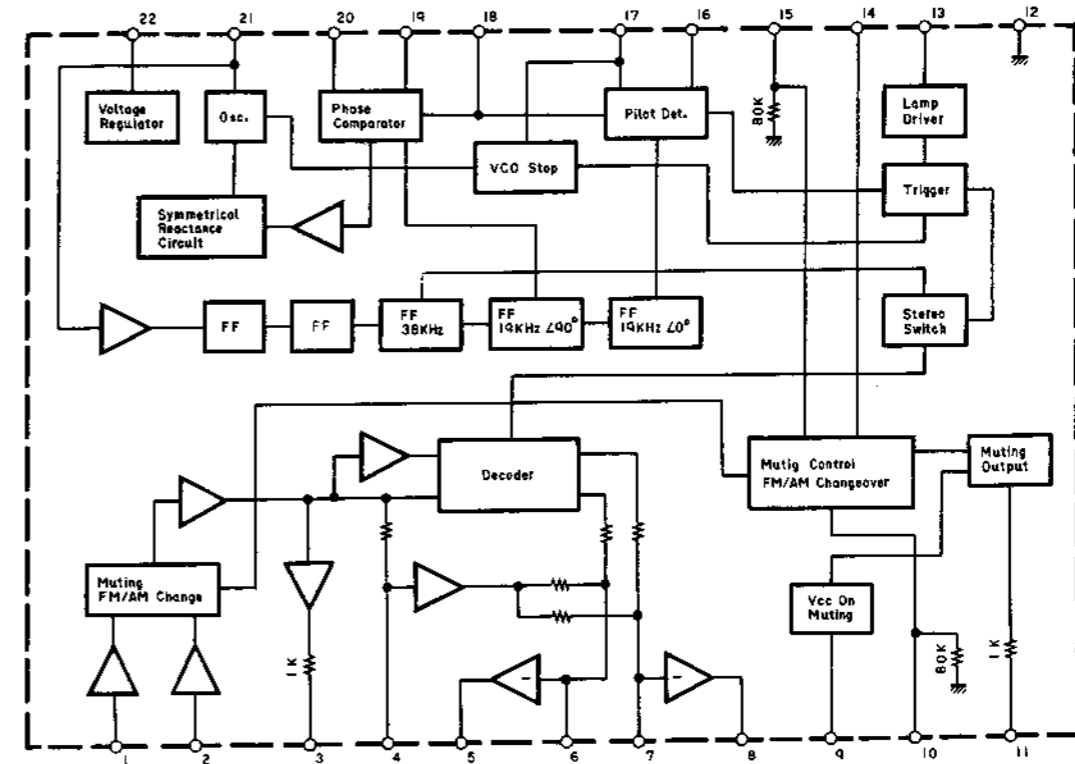 22 21 20 19 18 17 16 15 14 13 12
Voltage
Regulator
Osc.
Phase
Comparator
Pilot Det.
80K
Lamp
Driver
VCO Stop
Trigger
Symmetrical
Reactance
Circuit
FF
FF
FF
38KHz
FF
19KHz ∠90°
FF
19KHz ∠0°
Stereo
Switch
Decoder
Mutig Control
FM/AM Changeover
Muting
Output
Muting
FM/AM Change
Vcc On
Muting
1K
80K
1K
-
-
1 2 3 4 5 6 7 8 9 10 11